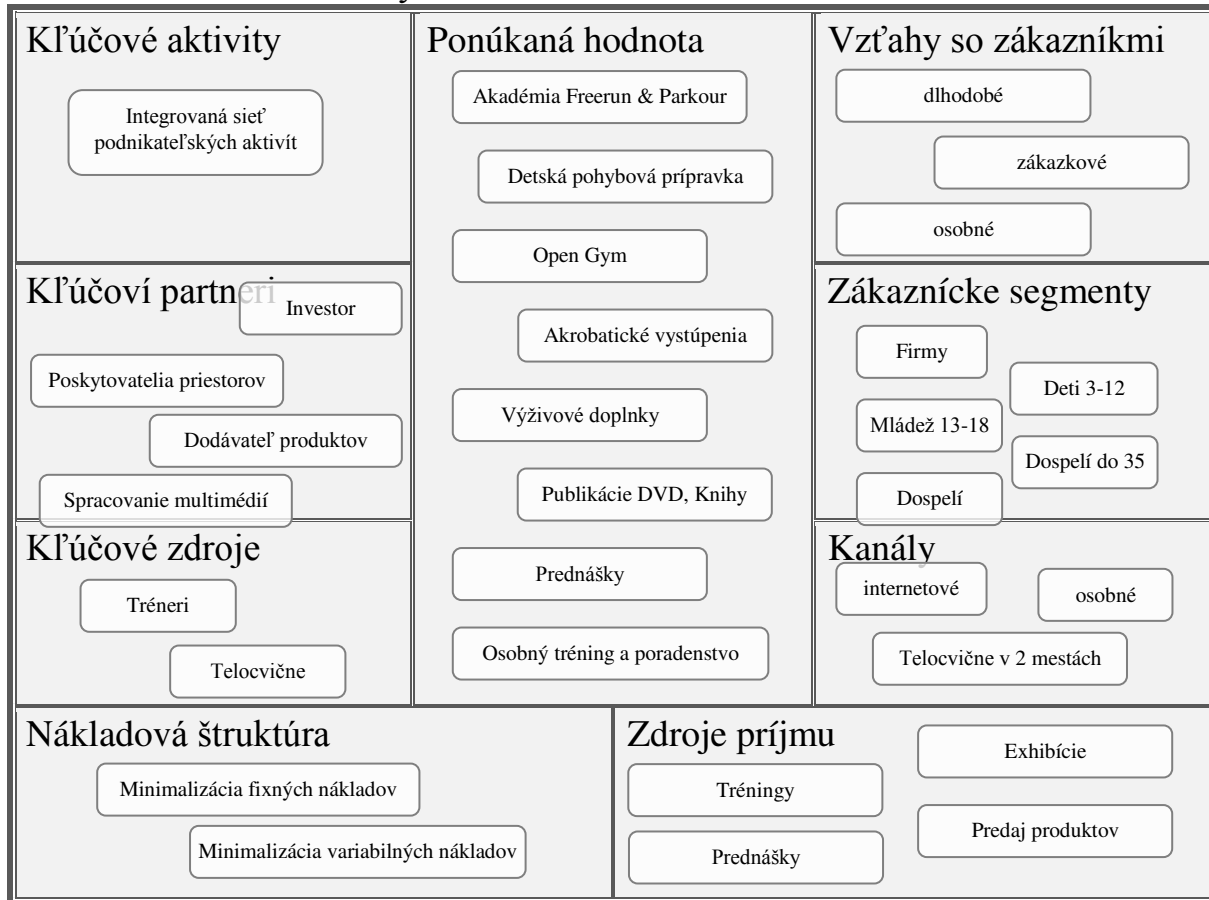 Kľúčové aktivity
Integrovaná sieť
podnikateľských aktivít
Kľúčoví partneri
Investor
Poskytovatelia priestorov
Dodávateľ produktov
Spracovanie multimédií
Kľúčové zdroje
Tréneri
Telocvične
Ponúkaná hodnota
Akadémia Freerun & Parkour
Detská pohybová prípravka
Open Gym
Akrobatické vystúpenia
Výživové doplnky
Publikácie DVD, Knihy
Prednášky
Osobný tréning a poradenstvo
Vzťahy so zákazníkmi
dlhodobé
zákazkové
osobné
Zákaznícke segmenty
Firmy
Deti 3-12
Mládež 13-18
Dospelí do 35
Dospelí
Kanály
internetové
osobné
Telocvične v 2 mestách
Nákladová štruktúra
Minimalizácia fixných nákladov
Minimalizácia variabilných nákladov
Zdroje príjmu
Exhibície
Tréningy
Predaj produktov
Prednášky